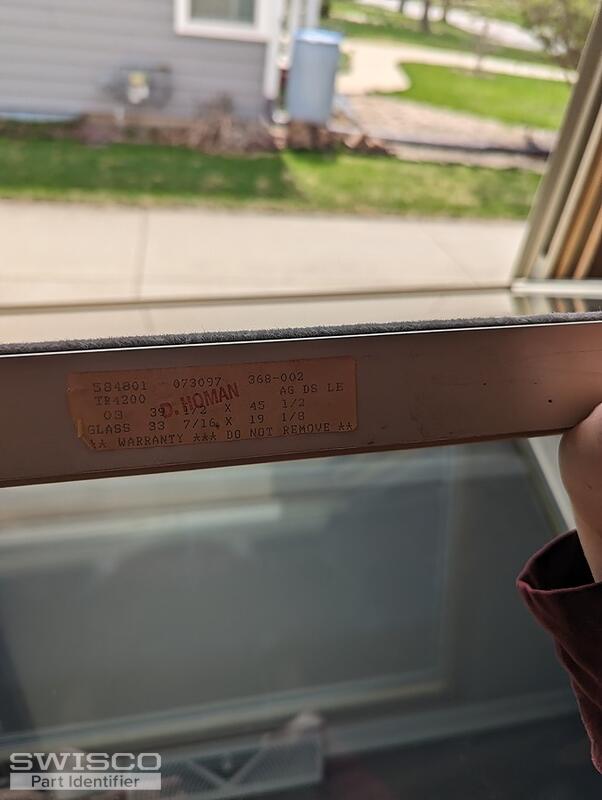 584801 073097 368-002
TR4200 AG DS LE
D. HOMAN
03 39 1/2 X 45 1/2
GLASS 33 7/16 X 19 1/8
** WARRANTY *** DO NOT REMOVE **
SWISCO
Part Identifier